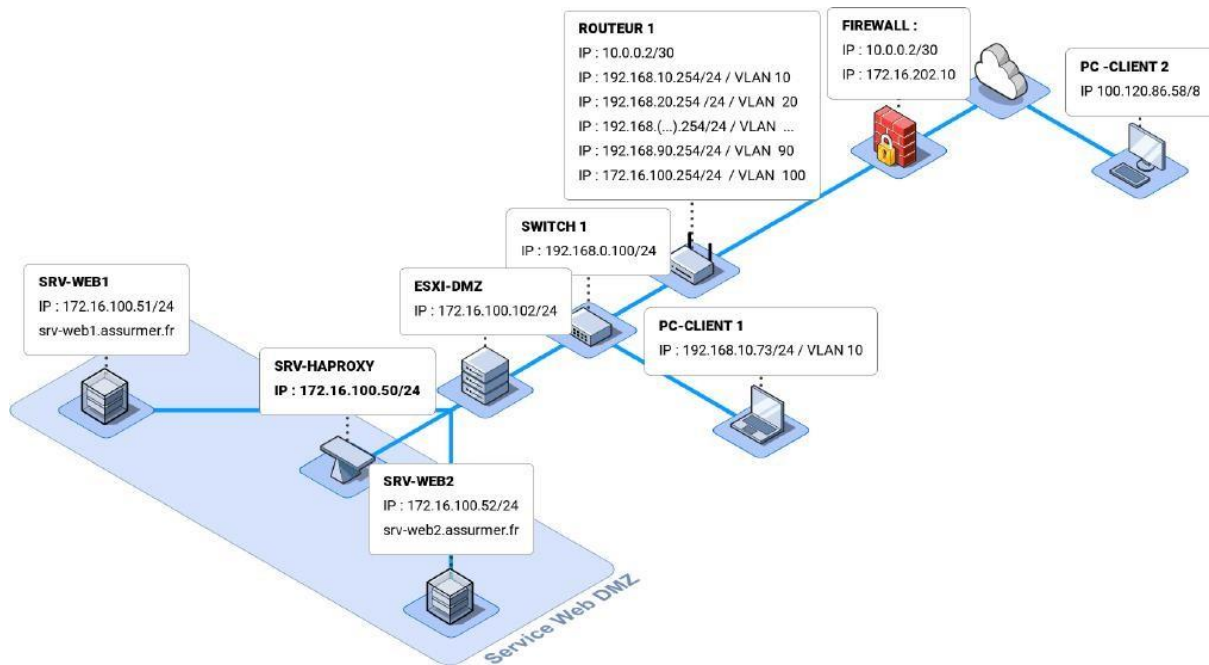 ROUTEUR 1
IP : 10.0.0.2/30
IP : 192.168.10.254/24 / VLAN 10
IP : 192.168.20.254 /24 / VLAN 20
IP : 192.168.(...).254/24 / VLAN ...
IP : 192.168.90.254/24 / VLAN 90
IP : 172.16.100.254/24 / VLAN 100
FIREWALL :
IP : 10.0.0.2/30
IP : 172.16.202.10
PC -CLIENT 2
IP 100.120.86.58/8
SWITCH 1
IP : 192.168.0.100/24
SRV-WEB1
IP : 172.16.100.51/24
srv-web1.assurmer.fr
ESXI-DMZ
IP : 172.16.100.102/24
PC-CLIENT 1
IP : 192.168.10.73/24 / VLAN 10
SRV-HAPROXY
IP : 172.16.100.50/24
SRV-WEB2
IP : 172.16.100.52/24
srv-web2.assurmer.fr
Service Web DMZ